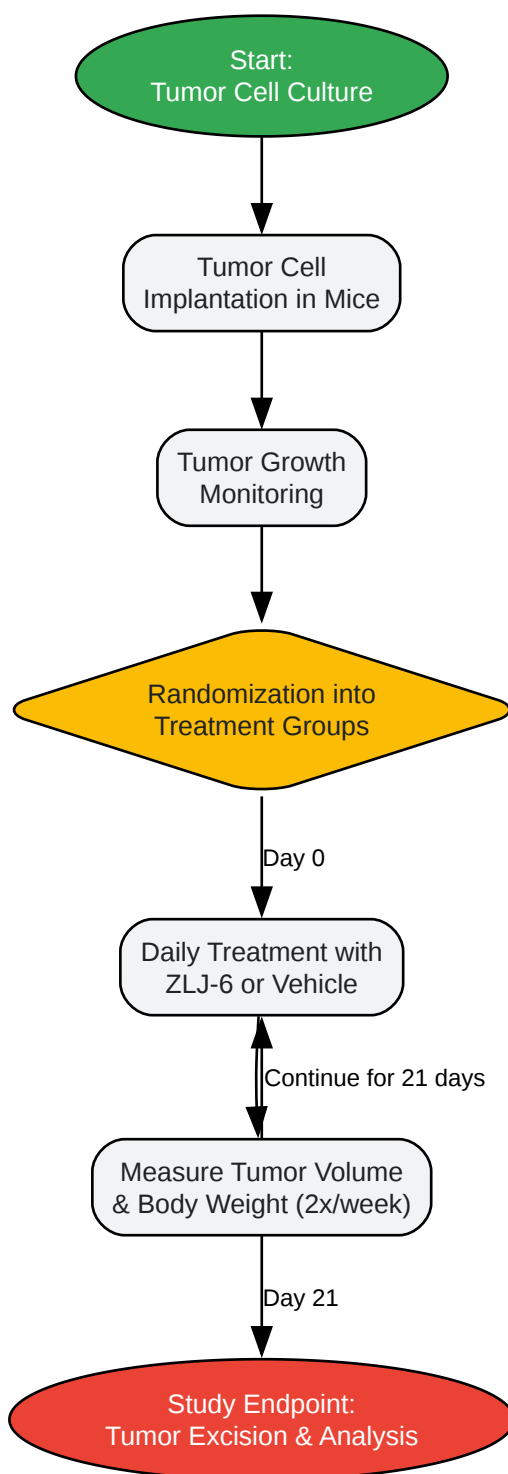 Start:
Tumor Cell Culture
Tumor Cell
Implantation in Mice
Tumor Growth
Monitoring
Randomization into
Treatment Groups
Day 0
Daily Treatment with
ZLJ-6 or Vehicle
Continue for 21 days
Measure Tumor Volume
& Body Weight (2x/week)
Day 21
Study Endpoint:
Tumor Excision & Analysis